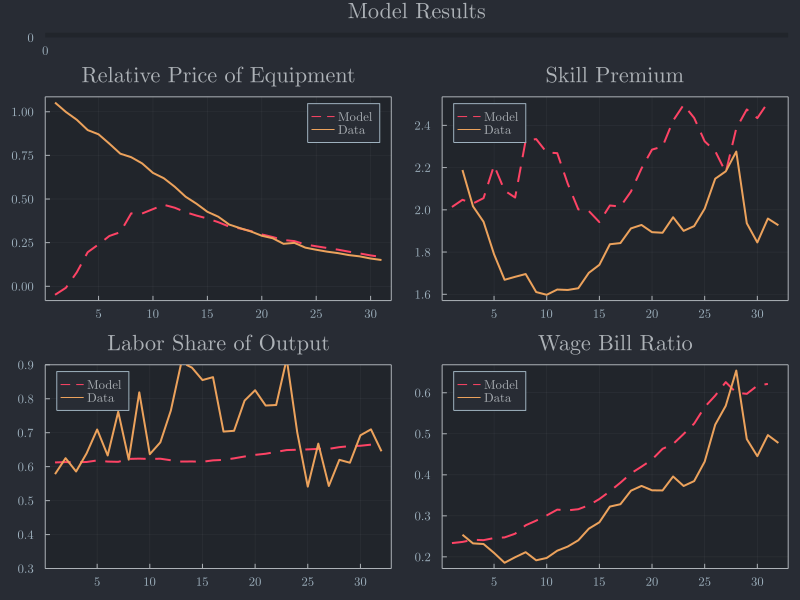 Model Results
0
0
Relative Price of Equipment
Skill Premium
1.00
0.75
0.50
0.25
0.00
Model
Data
5 10 15 20 25 30
2.4
2.2
2.0
1.8
1.6
Model
Data
5 10 15 20 25 30
Labor Share of Output
Wage Bill Ratio
0.9
0.8
0.7
0.6
0.5
0.4
0.3
Model
Data
5 10 15 20 25 30
0.6
0.5
0.4
0.3
0.2
Model
Data
5 10 15 20 25 30